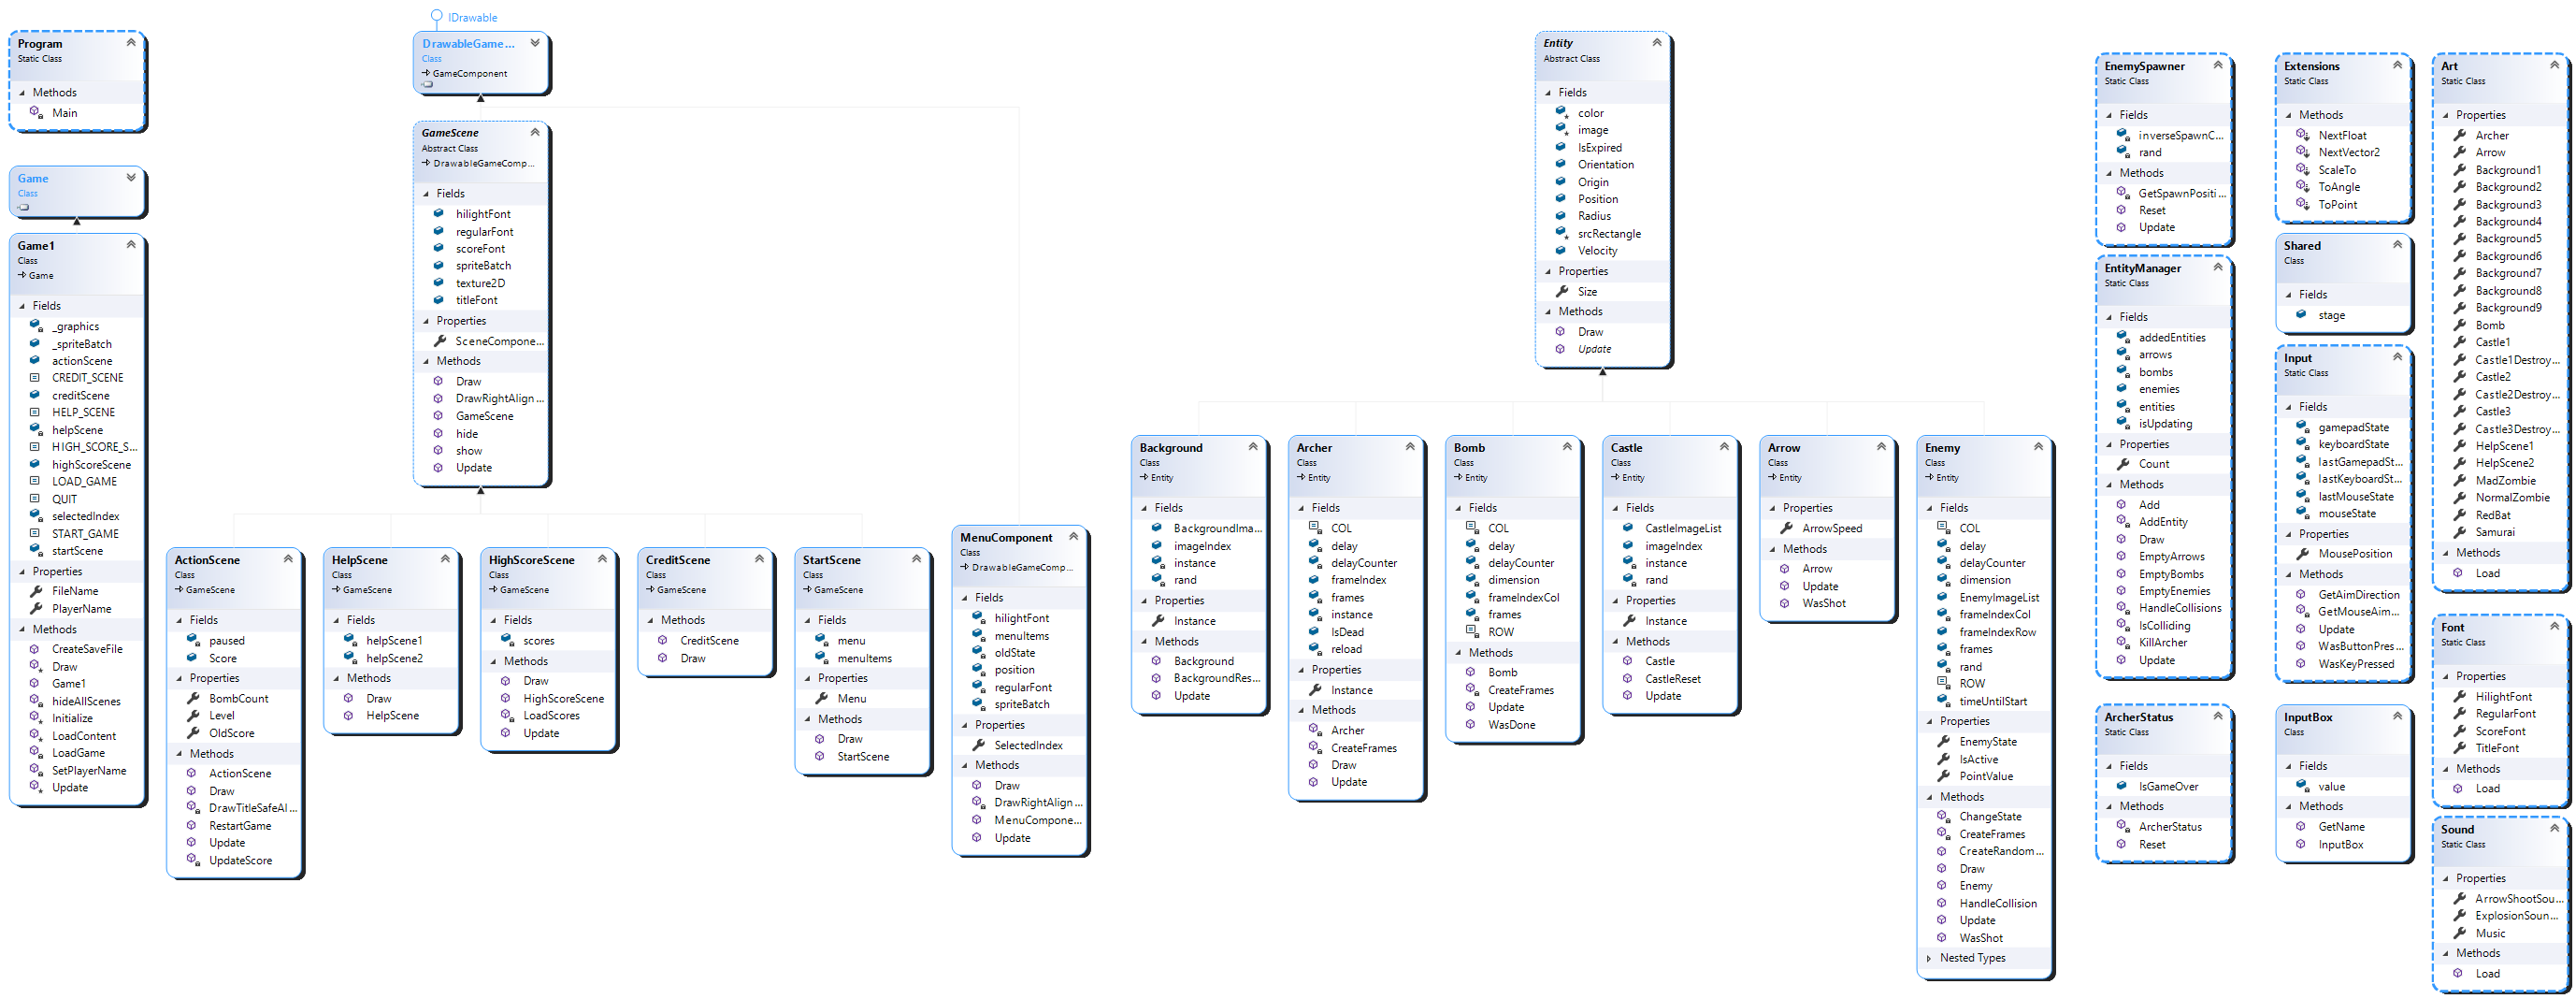 IDrawable
Program
Static Class
Methods
Main
Game
Class
Game1
Class
Game
Fields
_graphics
_spriteBatch
actionScene
CREDIT_SCENE
creditScene
HELP_SCENE
helpScene
HIGH_SCORE_S...
highScoreScene
LOAD_GAME
QUIT
selectedIndex
START_GAME
startScene
Properties
FileName
PlayerName
Methods
CreateSaveFile
Draw
Game1
hideAllScenes
Initialize
LoadContent
LoadGame
SetPlayerName
Update
DrawableGame...
Class
GameComponent
GameScene
Abstract Class
DrawableGameComp...
Fields
hilightFont
regularFont
scoreFont
spriteBatch
texture2D
titleFont
Properties
SceneCompone...
Methods
Draw
DrawRightAlign...
GameScene
hide
show
Update
ActionScene
Class
GameScene
Fields
paused
Score
Properties
BombCount
Level
OldScore
Methods
ActionScene
Draw
DrawTitleSafeAl...
RestartGame
Update
UpdateScore
HelpScene
Class
GameScene
Fields
helpScene1
helpScene2
Methods
Draw
HelpScene
HighScoreScene
Class
GameScene
Fields
scores
Methods
Draw
HighScoreScene
LoadScores
Update
CreditScene
Class
GameScene
Methods
CreditScene
Draw
StartScene
Class
GameScene
Fields
menu
menuItems
Properties
Menu
Methods
Draw
StartScene
MenuComponent
Class
DrawableGameComp...
Fields
hilightFont
menuItems
oldState
position
regularFont
spriteBatch
Properties
SelectedIndex
Methods
Draw
DrawRightAlign...
MenuCompone...
Update
Entity
Abstract Class
Fields
color
image
IsExpired
Orientation
Origin
Position
Radius
srcRectangle
Velocity
Properties
Size
Methods
Draw
Update
Background
Class
Entity
Fields
BackgroundIma...
imageIndex
instance
rand
Properties
Instance
Methods
Background
BackgroundRes...
Update
Archer
Class
Entity
Fields
COL
delay
delayCounter
frameIndex
frames
instance
IsDead
reload
Properties
Instance
Methods
Archer
CreateFrames
Draw
Update
Bomb
Class
Entity
Fields
COL
delay
delayCounter
dimension
frameIndexCol
frames
ROW
Methods
Bomb
CreateFrames
Update
WasDone
Castle
Class
Entity
Fields
CastleImageList
imageIndex
instance
rand
Properties
Instance
Methods
Castle
CastleReset
Update
Arrow
Class
Entity
Properties
ArrowSpeed
Methods
Arrow
Update
WasShot
Enemy
Class
Entity
Fields
COL
delay
delayCounter
dimension
EnemyImageList
frameIndexCol
frameIndexRow
frames
rand
ROW
timeUntilStart
Properties
EnemyState
IsActive
PointValue
Methods
ChangeState
CreateFrames
CreateRandom...
Draw
Enemy
HandleCollision
Update
WasShot
Nested Types
EnemySpawner
Static Class
Fields
inverseSpawnC...
rand
Methods
GetSpawnPositi...
Reset
Update
EntityManager
Static Class
Fields
addedEntities
arrows
bombs
enemies
entities
isUpdating
Properties
Count
Methods
Add
AddEntity
Draw
EmptyArrows
EmptyBombs
EmptyEnemies
HandleCollisions
IsColliding
KillArcher
Update
ArcherStatus
Static Class
Fields
IsGameOver
Methods
ArcherStatus
Reset
Extensions
Static Class
Methods
NextFloat
NextVector2
ScaleTo
ToAngle
ToPoint
Shared
Class
Fields
stage
Input
Static Class
Fields
gamepadState
keyboardState
lastGamepadSt...
lastKeyboardSt...
lastMouseState
mouseState
Properties
MousePosition
Methods
GetAimDirection
GetMouseAim...
Update
WasButtonPres...
WasKeyPressed
InputBox
Class
Fields
value
Methods
GetName
InputBox
Art
Static Class
Properties
Archer
Arrow
Background1
Background2
Background3
Background4
Background5
Background6
Background7
Background8
Background9
Bomb
Castle1
Castle1Destroy...
Castle2
Castle2Destroy...
Castle3
Castle3Destroy...
HelpScene1
HelpScene2
MadZombie
NormalZombie
RedBat
Samurai
Methods
Load
Font
Static Class
Properties
HilightFont
RegularFont
ScoreFont
TitleFont
Methods
Load
Sound
Static Class
Properties
ArrowShootSou...
ExplosionSoun...
Music
Methods
Load